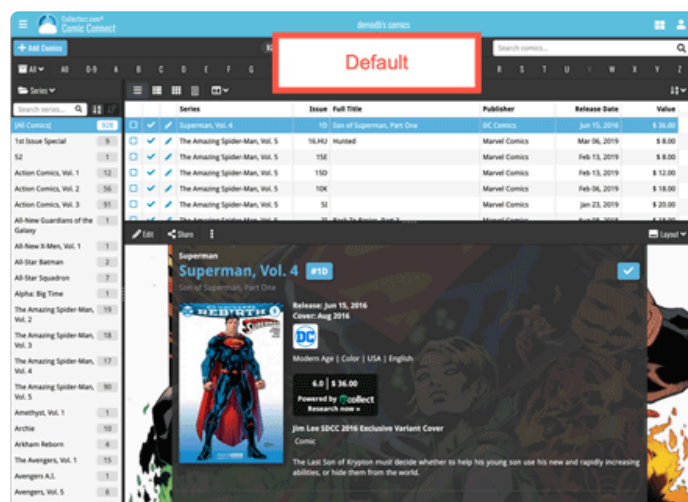 Collectorz.com®
Comic Connect
demodb's comics
+ Add Comics
92
Default
Search comics...
All All 0-9 A B C D E F G R S T U V W X Y Z
Series
Search series...
Series Issue Full Title Publisher Release Date Value
[All Comics] 928
Superman, Vol. 4 1D Son of Superman, Part One DC Comics Jun 15, 2016 $ 36.00
1st Issue Special 9
The Amazing Spider-Man, Vol. 5 16.HU Hunted Marvel Comics Mar 06, 2019 $ 8.00
52 1
The Amazing Spider-Man, Vol. 5 15E Marvel Comics Feb 13, 2019 $ 8.00
Action Comics, Vol. 1 12
The Amazing Spider-Man, Vol. 5 15D Marvel Comics Feb 13, 2019 $ 12.00
Action Comics, Vol. 2 56
The Amazing Spider-Man, Vol. 5 10K Marvel Comics Feb 06, 2019 $ 18.00
Action Comics, Vol. 3 91
The Amazing Spider-Man, Vol. 5 5I Marvel Comics Jan 23, 2019 $ 20.00
All-New Guardians of the 1
Galaxy
All-New X-Men, Vol. 1 1
All-Star Batman 2
All-Star Squadron 7
Alpha: Big Time 1
The Amazing Spider-Man, 19
Vol. 2
The Amazing Spider-Man, 18
Vol. 3
The Amazing Spider-Man, 17
Vol. 4
The Amazing Spider-Man, 90
Vol. 5
Amethyst, Vol. 1 1
Archie 10
Arkham Reborn 4
The Avengers, Vol. 1 15
Avengers A.I. 1
Avengers, Vol. 5 6
Edit Share Layout
Superman
Superman, Vol. 4 #1D
Son of Superman, Part One
Release: Jun 15, 2016
Cover: Aug 2016
DC
REBIRTH
SUPERMAN
Modern Age | Color | USA | English
6.0 | $ 36.00
Powered by collect
Research now »
Jim Lee SDCC 2016 Exclusive Variant Cover
Comic
The Last Son of Krypton must decide whether to help his young son use his new and rapidly increasing
abilities, or hide them from the world.